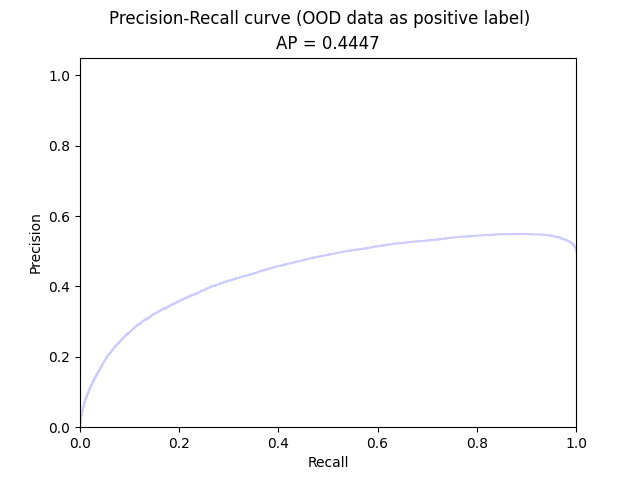 Precision-Recall curve (OOD data as positive label)
AP = 0.4447
1.0
0.8
0.6
0.4
0.2
0.0
Precision
0.0 0.2 0.4 0.6 0.8 1.0
Recall